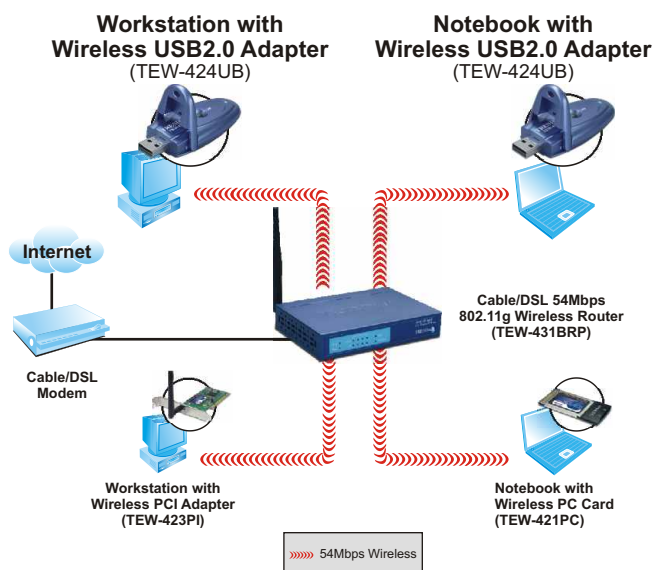 Workstation with
Wireless USB2.0 Adapter
(TEW-424UB)
Notebook with
Wireless USB2.0 Adapter
(TEW-424UB)
Internet
Cable/DSL 54Mbps
802.11g Wireless Router
(TEW-431BRP)
Cable/DSL
Modem
Workstation with
Wireless PCI Adapter
(TEW-423PI)
Notebook with
Wireless PC Card
(TEW-421PC)
54Mbps Wireless